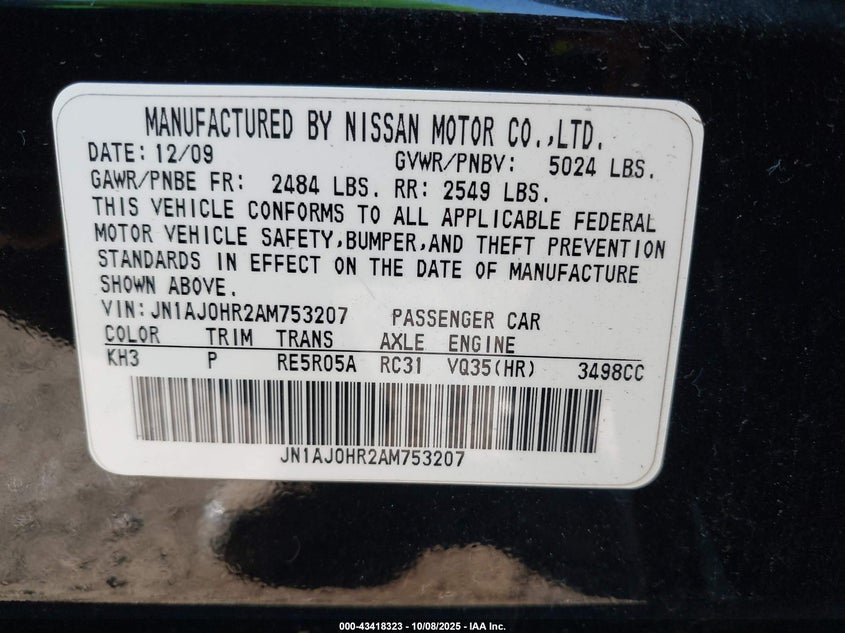 MANUFACTURED BY NISSAN MOTOR CO.,LTD.
DATE: 12/09 GVWR/PNBV: 5024 LBS.
GAWR/PNBE FR: 2484 LBS. RR: 2549 LBS.
THIS VEHICLE CONFORMS TO ALL APPLICABLE FEDERAL
MOTOR VEHICLE SAFETY,BUMPER,AND THEFT PREVENTION
STANDARDS IN EFFECT ON THE DATE OF MANUFACTURE
SHOWN ABOVE.
VIN:JN1AJ0HR2AM753207 PASSENGER CAR
COLOR TRIM TRANS AXLE ENGINE
KH3 P RE5R05A RC31 VQ35(HR) 3498CC
JN1AJ0HR2AM753207
000-43418323 - 10/08/2025 - IAA Inc.